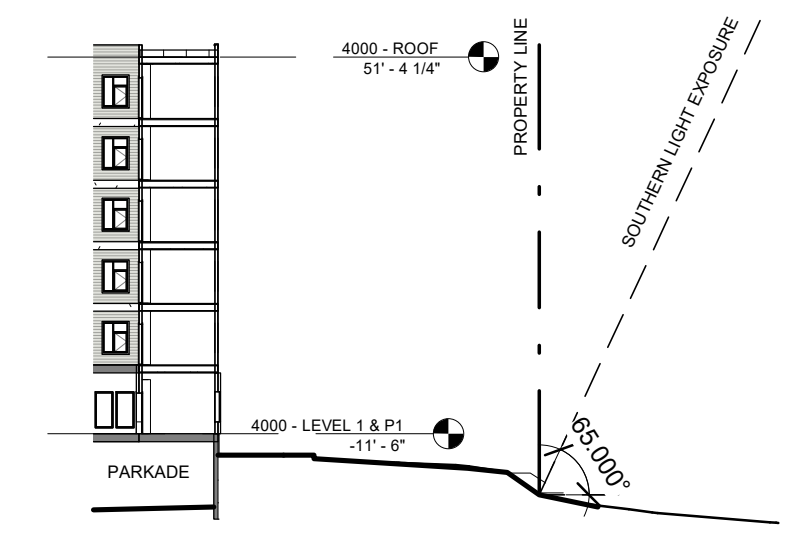 4000 - ROOF
51' - 4 1/4"
PROPERTY LINE
SOUTHERN LIGHT EXPOSURE
4000 - LEVEL 1 & P1
-11' - 6"
65.000°
PARKADE